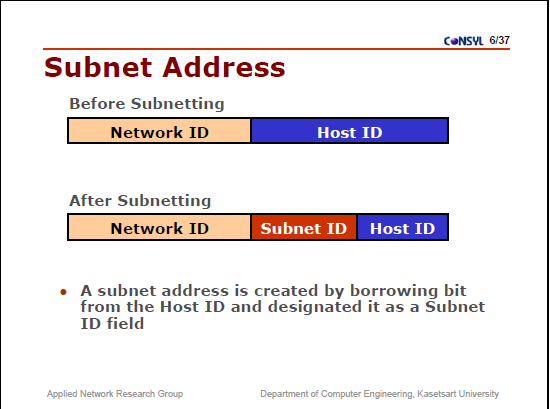 CONSYL 6/37
Subnet Address
Before Subnetting
Network ID Host ID
After Subnetting
Network ID Subnet ID Host ID
• A subnet address is created by borrowing bit
from the Host ID and designated it as a Subnet
ID field
Applied Network Research Group Department of Computer Engineering, Kasetsart University